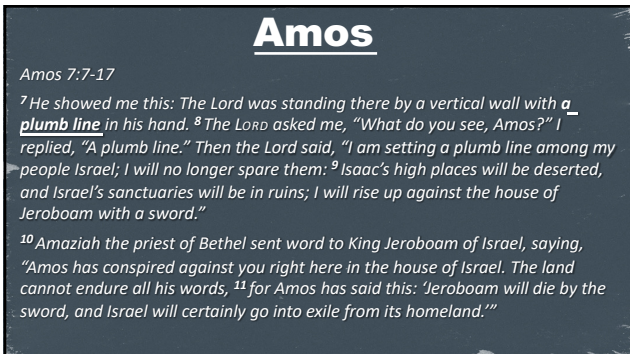 Amos
Amos 7:7-17
7 He showed me this: The Lord was standing there by a vertical wall with a
plumb line in his hand. 8 The LORD asked me, “What do you see, Amos?” I
replied, “A plumb line.” Then the Lord said, “I am setting a plumb line among my
people Israel; I will no longer spare them: 9 Isaac’s high places will be deserted,
and Israel’s sanctuaries will be in ruins; I will rise up against the house of
Jeroboam with a sword.”
10 Amaziah the priest of Bethel sent word to King Jeroboam of Israel, saying,
“Amos has conspired against you right here in the house of Israel. The land
cannot endure all his words, 11 for Amos has said this: ‘Jeroboam will die by the
sword, and Israel will certainly go into exile from its homeland.’”